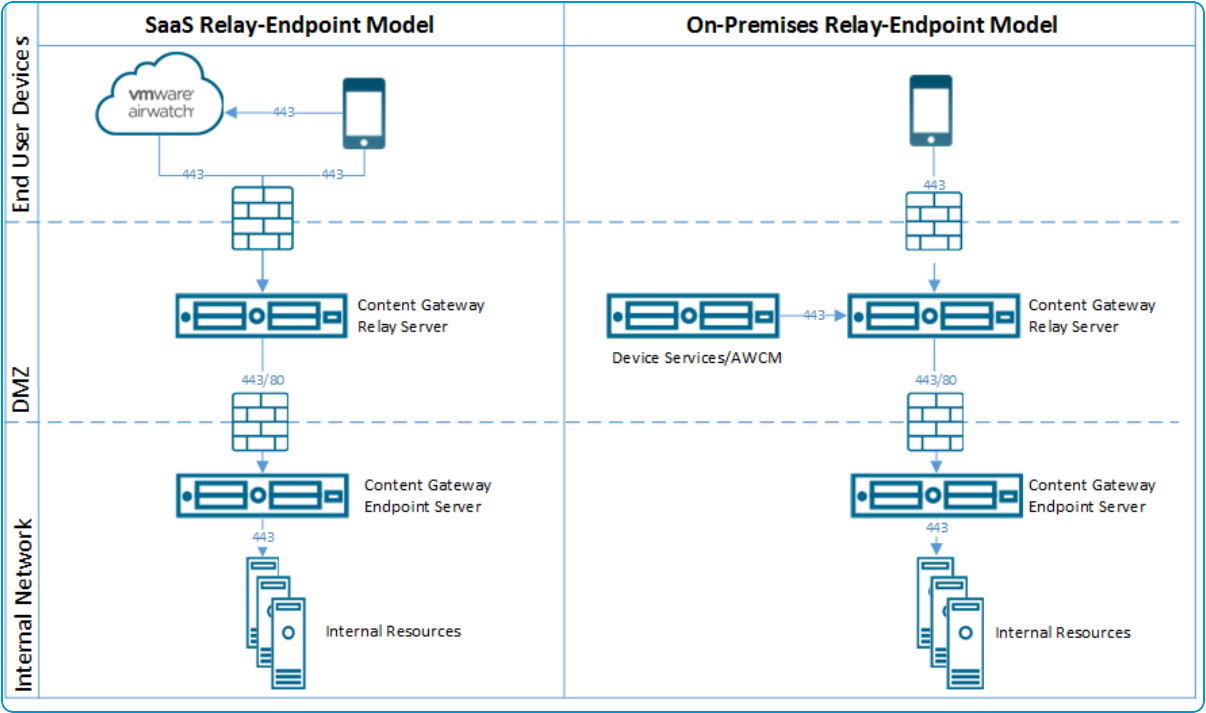 SaaS Relay-Endpoint Model
On-Premises Relay-Endpoint Model
End User Devices
vmware
airwatch
443
443
443
443
Content Gateway
Relay Server
443
Device Services/AWCM
Content Gateway
Relay Server
DMZ
443/80
443/80
Content Gateway
Endpoint Server
Content Gateway
Endpoint Server
Internal Network
443
443
Internal Resources
Internal Resources